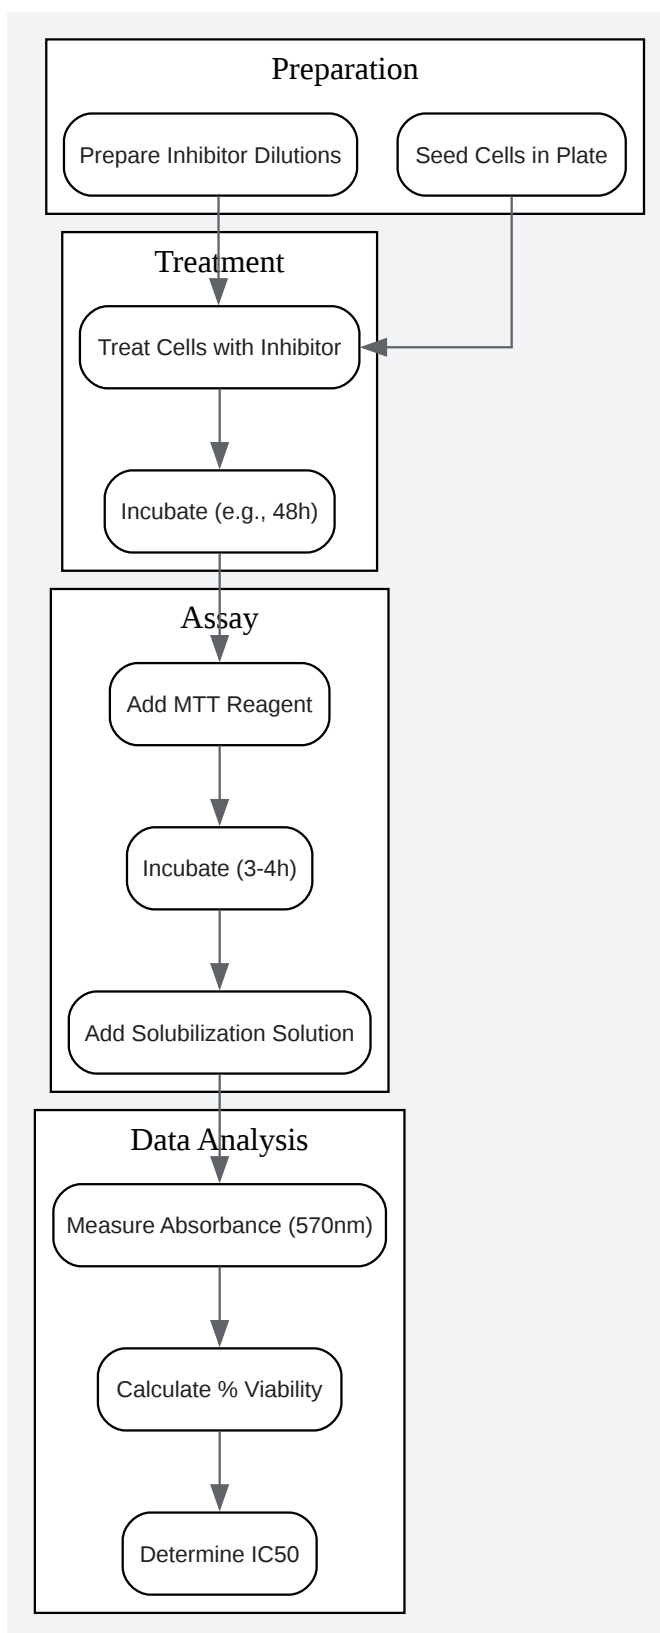 Preparation
Prepare Inhibitor Dilutions
Seed Cells in Plate
Treatment
Treat Cells with Inhibitor
Incubate (e.g., 48h)
Assay
Add MTT Reagent
Incubate (3-4h)
Add Solubilization Solution
Data Analysis
Measure Absorbance (570nm)
Calculate % Viability
Determine IC50